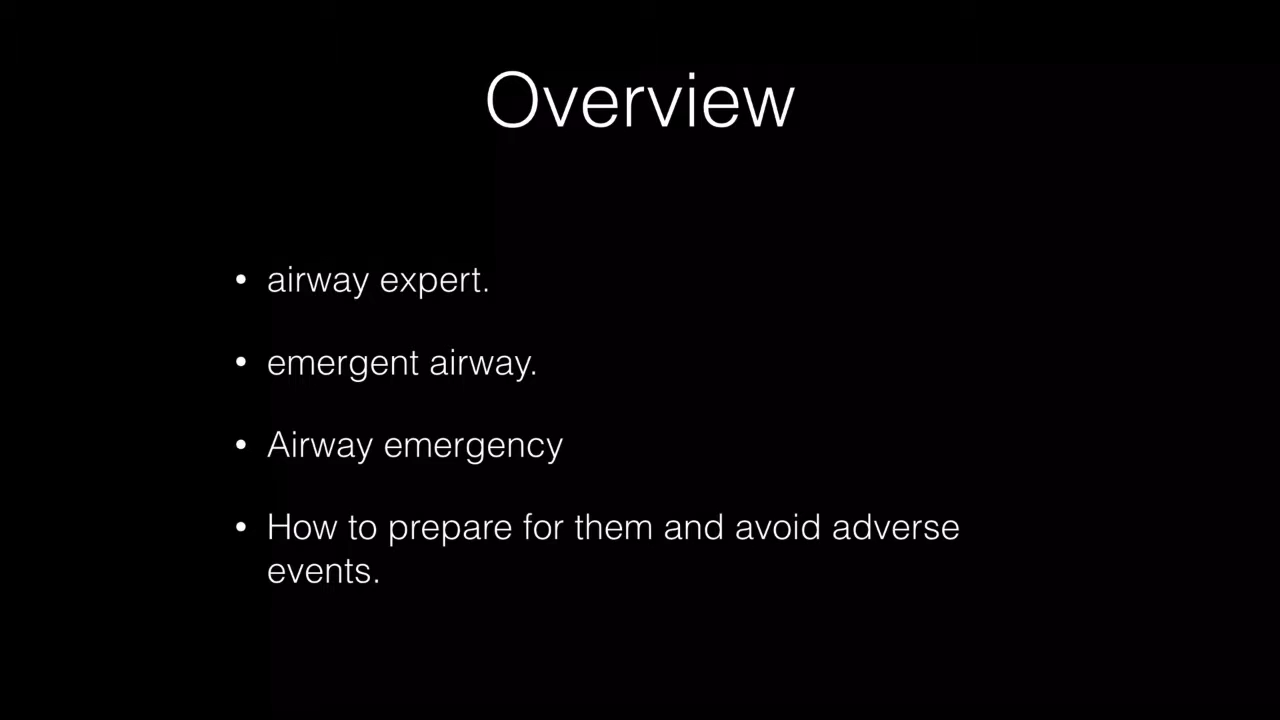 Overview
• airway expert.
• emergent airway.
• Airway emergency
• How to prepare for them and avoid adverse
events.